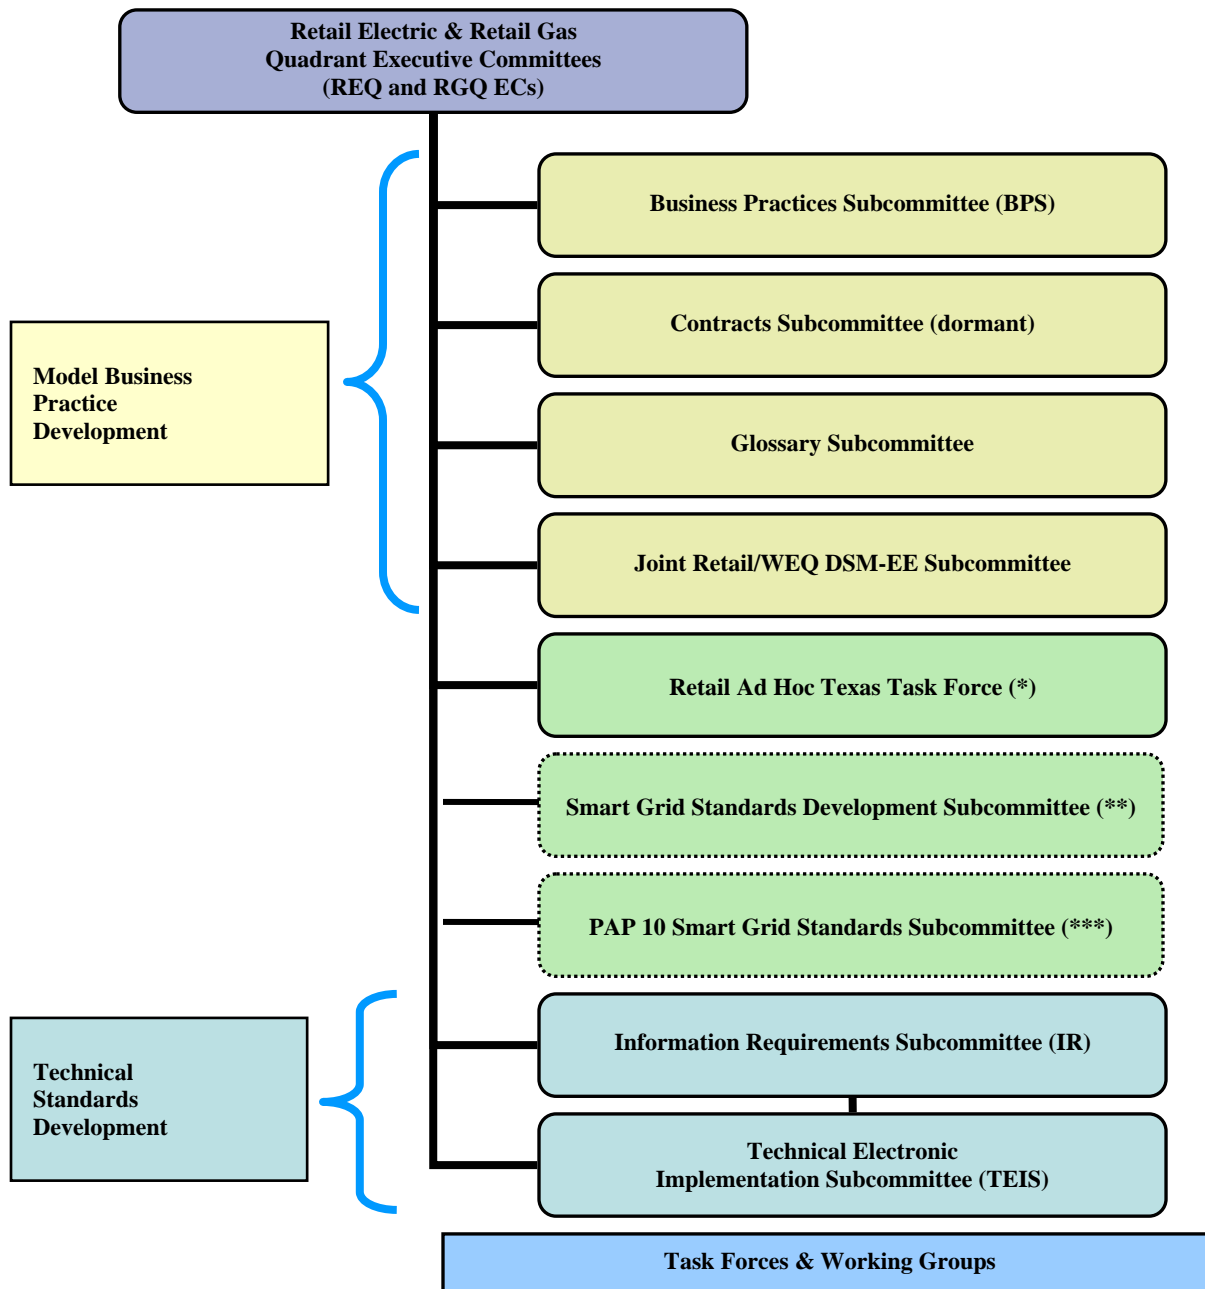 Retail Electric & Retail Gas
Quadrant Executive Committees
(REQ and RGQ ECs)
Business Practices Subcommittee (BPS)
Contracts Subcommittee (dormant)
Model Business
Practice
Development
Glossary Subcommittee
Joint Retail/WEQ DSM-EE Subcommittee
Retail Ad Hoc Texas Task Force (*)
Smart Grid Standards Development Subcommittee (**)
PAP 10 Smart Grid Standards Subcommittee (***)
Information Requirements Subcommittee (IR)
Technical
Standards
Development
Technical Electronic
Implementation Subcommittee (TEIS)
Task Forces & Working Groups